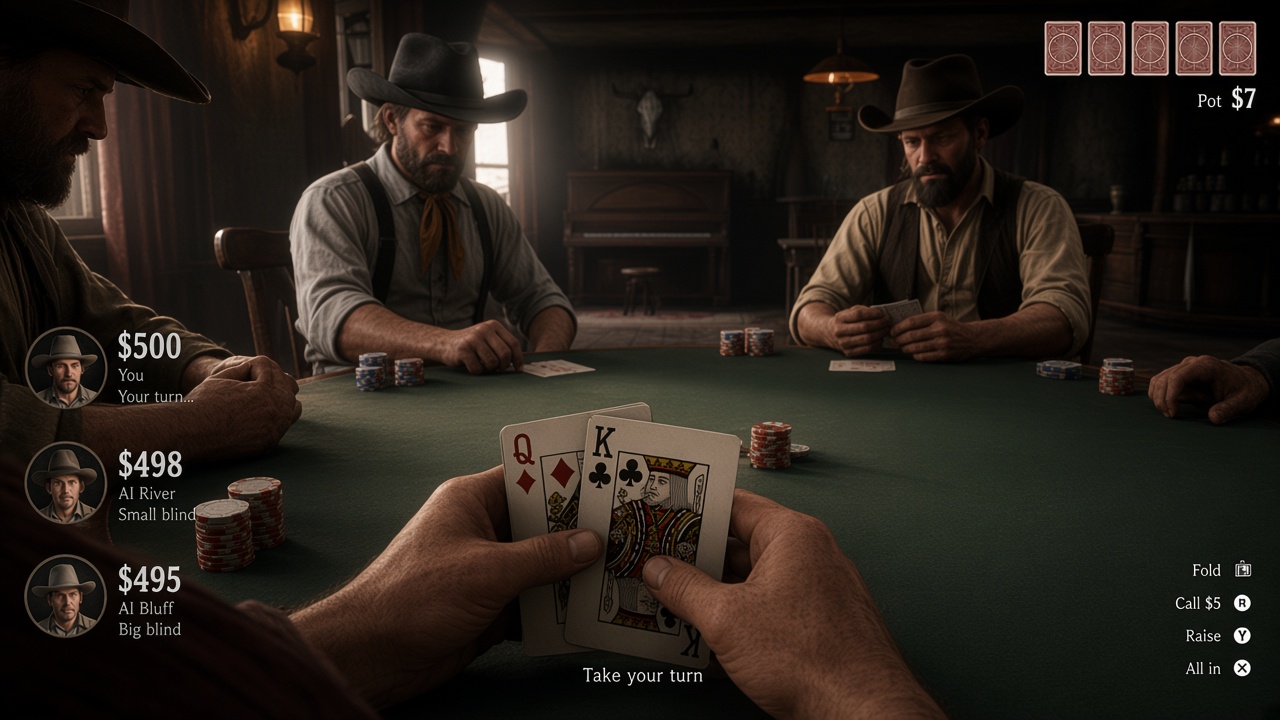 Pot $7
$500
You
Your turn...
$498
AI River
Small blind
$495
AI Bluff
Big blind
Q
K
K
Fold
Call $5 R
Raise Y
All in X
Take your turn